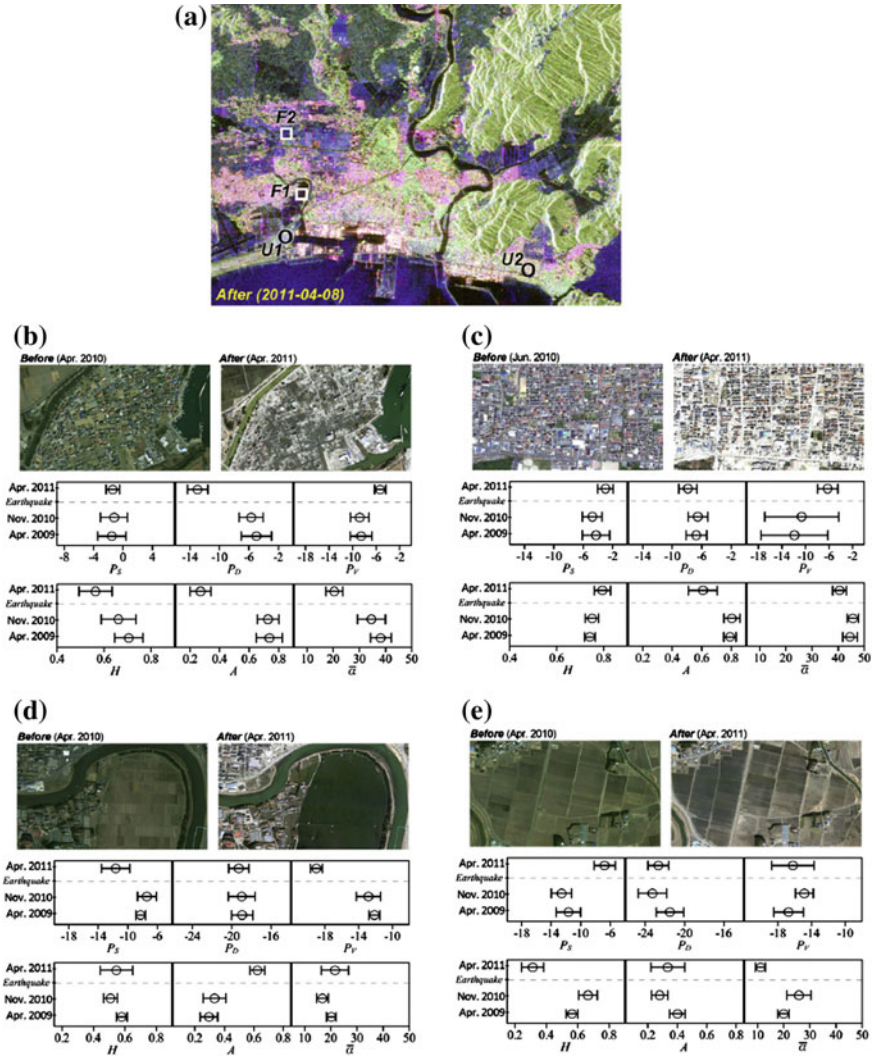 (a)
F2
F1
U1
U2
After (2011-04-08)
(b)
Before (Apr. 2010) After (Apr. 2011)
Apr. 2011
Earthquake
Nov. 2010
Apr. 2009
-8 -4 0 4 -14 -10 -6 -2 -14 -10 -6 -2
PS PD PV
Apr. 2011
Earthquake
Nov. 2010
Apr. 2009
0.4 0.6 0.8 0.2 0.4 0.6 0.8 10 20 30 40 50
H A ᾱ
(c)
Before (Jun. 2010) After (Apr. 2011)
Apr. 2011
Earthquake
Nov. 2010
Apr. 2009
-14 -10 -6 -2 -14 -10 -6 -2 -14 -10 -6 -2
PS PD PV
Apr. 2011
Earthquake
Nov. 2010
Apr. 2009
0.4 0.6 0.8 0.2 0.4 0.6 0.8 10 20 30 40 50
H A ᾱ
(d)
Before (Apr. 2010) After (Apr. 2011)
Apr. 2011
Earthquake
Nov. 2010
Apr. 2009
-18 -14 -10 -6 -20 -16 -12 -18 -14 -10
PS PD PV
Apr. 2011
Earthquake
Nov. 2010
Apr. 2009
0.2 0.4 0.6 0.8 0.2 0.4 0.6 0.8 10 20 30 40 50
H A ᾱ
(e)
Before (Apr. 2010) After (Apr. 2011)
Apr. 2011
Earthquake
Nov. 2010
Apr. 2009
-18 -14 -10 -6 -24 -20 -16 -18 -14 -10
PS PD PV
Apr. 2011
Earthquake
Nov. 2010
Apr. 2009
0.2 0.4 0.6 0.8 0.2 0.4 0.6 0.8 10 20 30 40 50
H A ᾱ